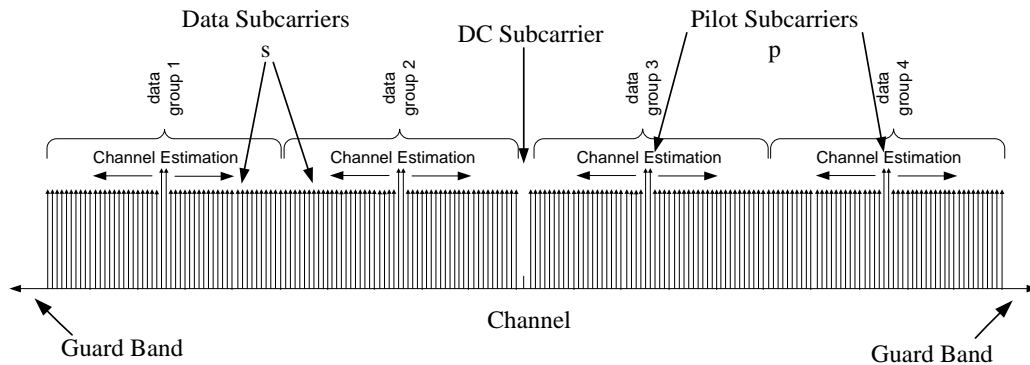 Data Subcarriers
s
DC Subcarrier
Pilot Subcarriers
p
data
group 1
data
group 2
data
group 3
data
group 4
Channel Estimation
Channel Estimation
Channel Estimation
Channel Estimation
Channel
Guard Band
Guard Band